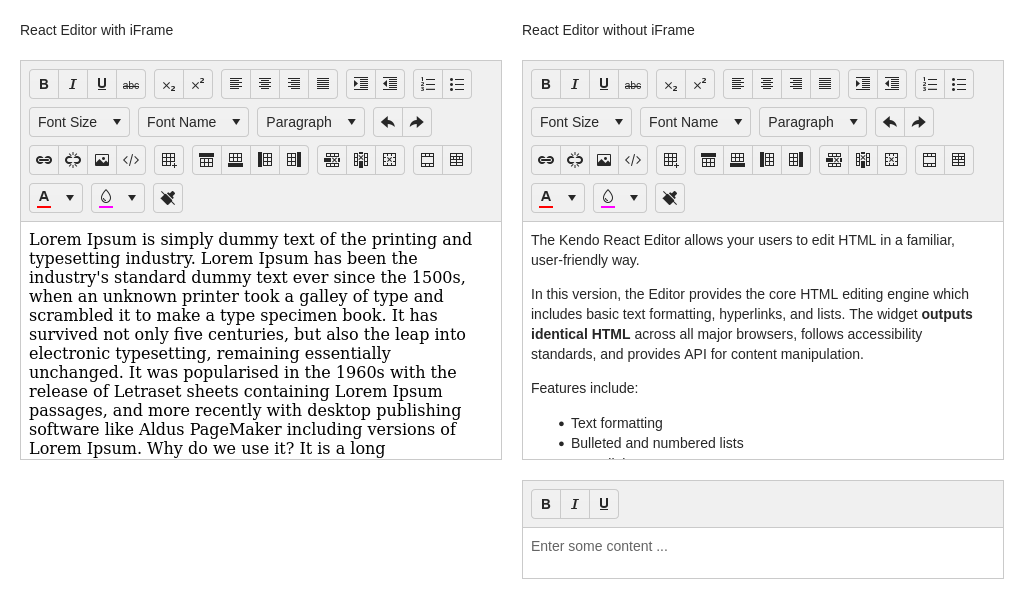 React Editor with iFrame
B I U abc x₂ x²
Font Size Font Name Paragraph
A
Lorem Ipsum is simply dummy text of the printing and
typesetting industry. Lorem Ipsum has been the
industry's standard dummy text ever since the 1500s,
when an unknown printer took a galley of type and
scrambled it to make a type specimen book. It has
survived not only five centuries, but also the leap into
electronic typesetting, remaining essentially
unchanged. It was popularised in the 1960s with the
release of Letraset sheets containing Lorem Ipsum
passages, and more recently with desktop publishing
software like Aldus PageMaker including versions of
Lorem Ipsum. Why do we use it? It is a long
React Editor without iFrame
B I U abc x₂ x²
Font Size Font Name Paragraph
A
The Kendo React Editor allows your users to edit HTML in a familiar,
user-friendly way.
In this version, the Editor provides the core HTML editing engine which
includes basic text formatting, hyperlinks, and lists. The widget outputs
identical HTML across all major browsers, follows accessibility
standards, and provides API for content manipulation.
Features include:
Text formatting
Bulleted and numbered lists
B I U
Enter some content ...